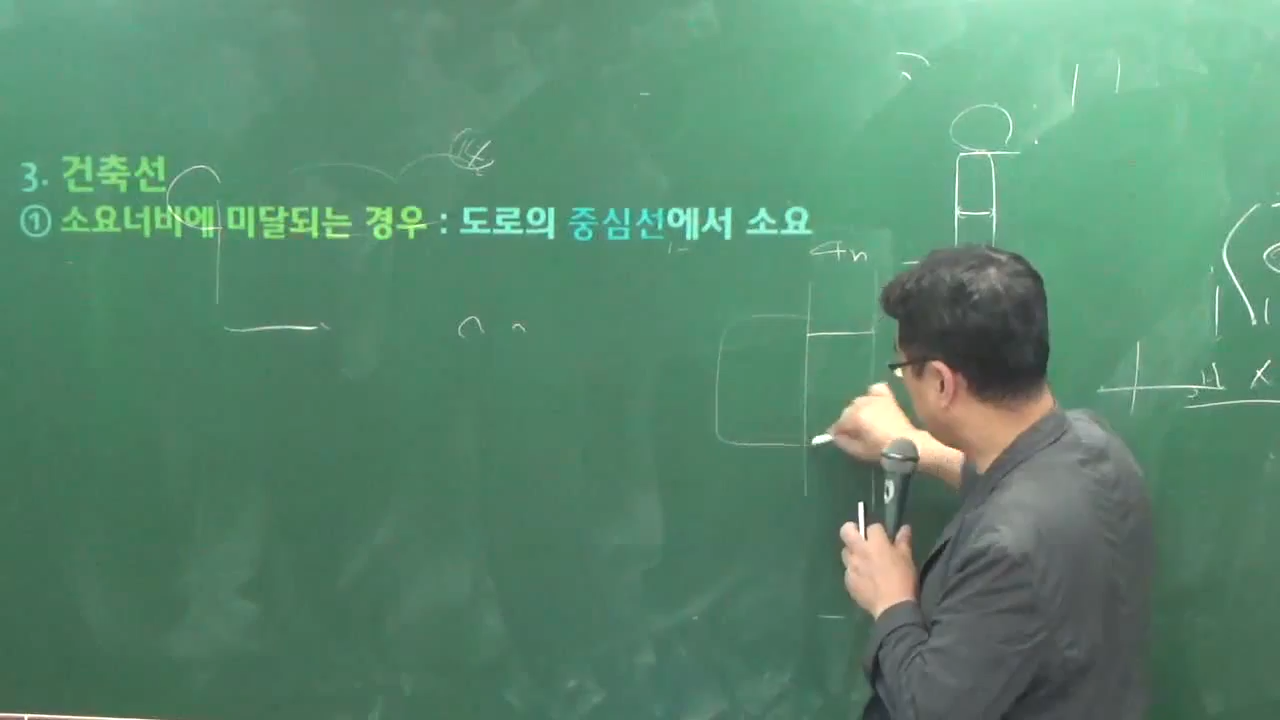 3. 건축선
① 소요너비에 미달되는 경우 : 도로의 중심선에서 소요
4m